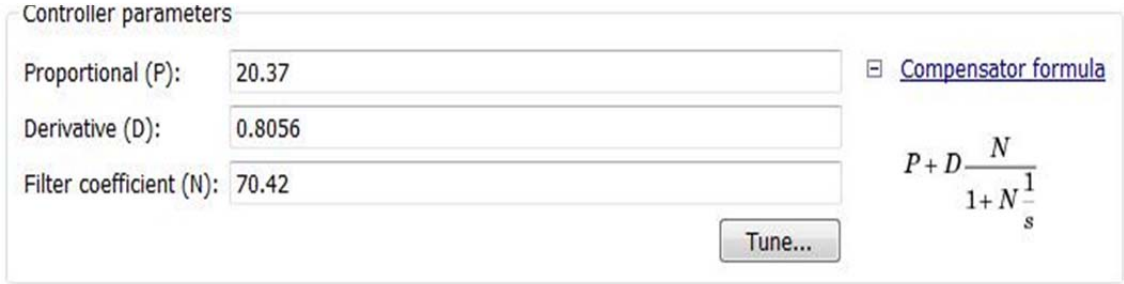 Controller parameters
Proportional (P): 20.37
Compensator formula
Derivative (D): 0.8056
Filter coefficient (N): 70.42
P + D N / (1 + N 1/s)
Tune...